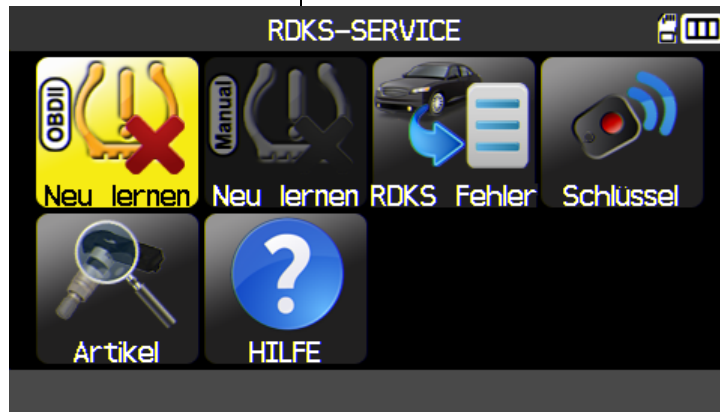 RDKS-SERVICE
OBDII
Neu lernen
Manual
Neu lernen
RDKS Fehler
Schlüssel
Artikel
HILFE